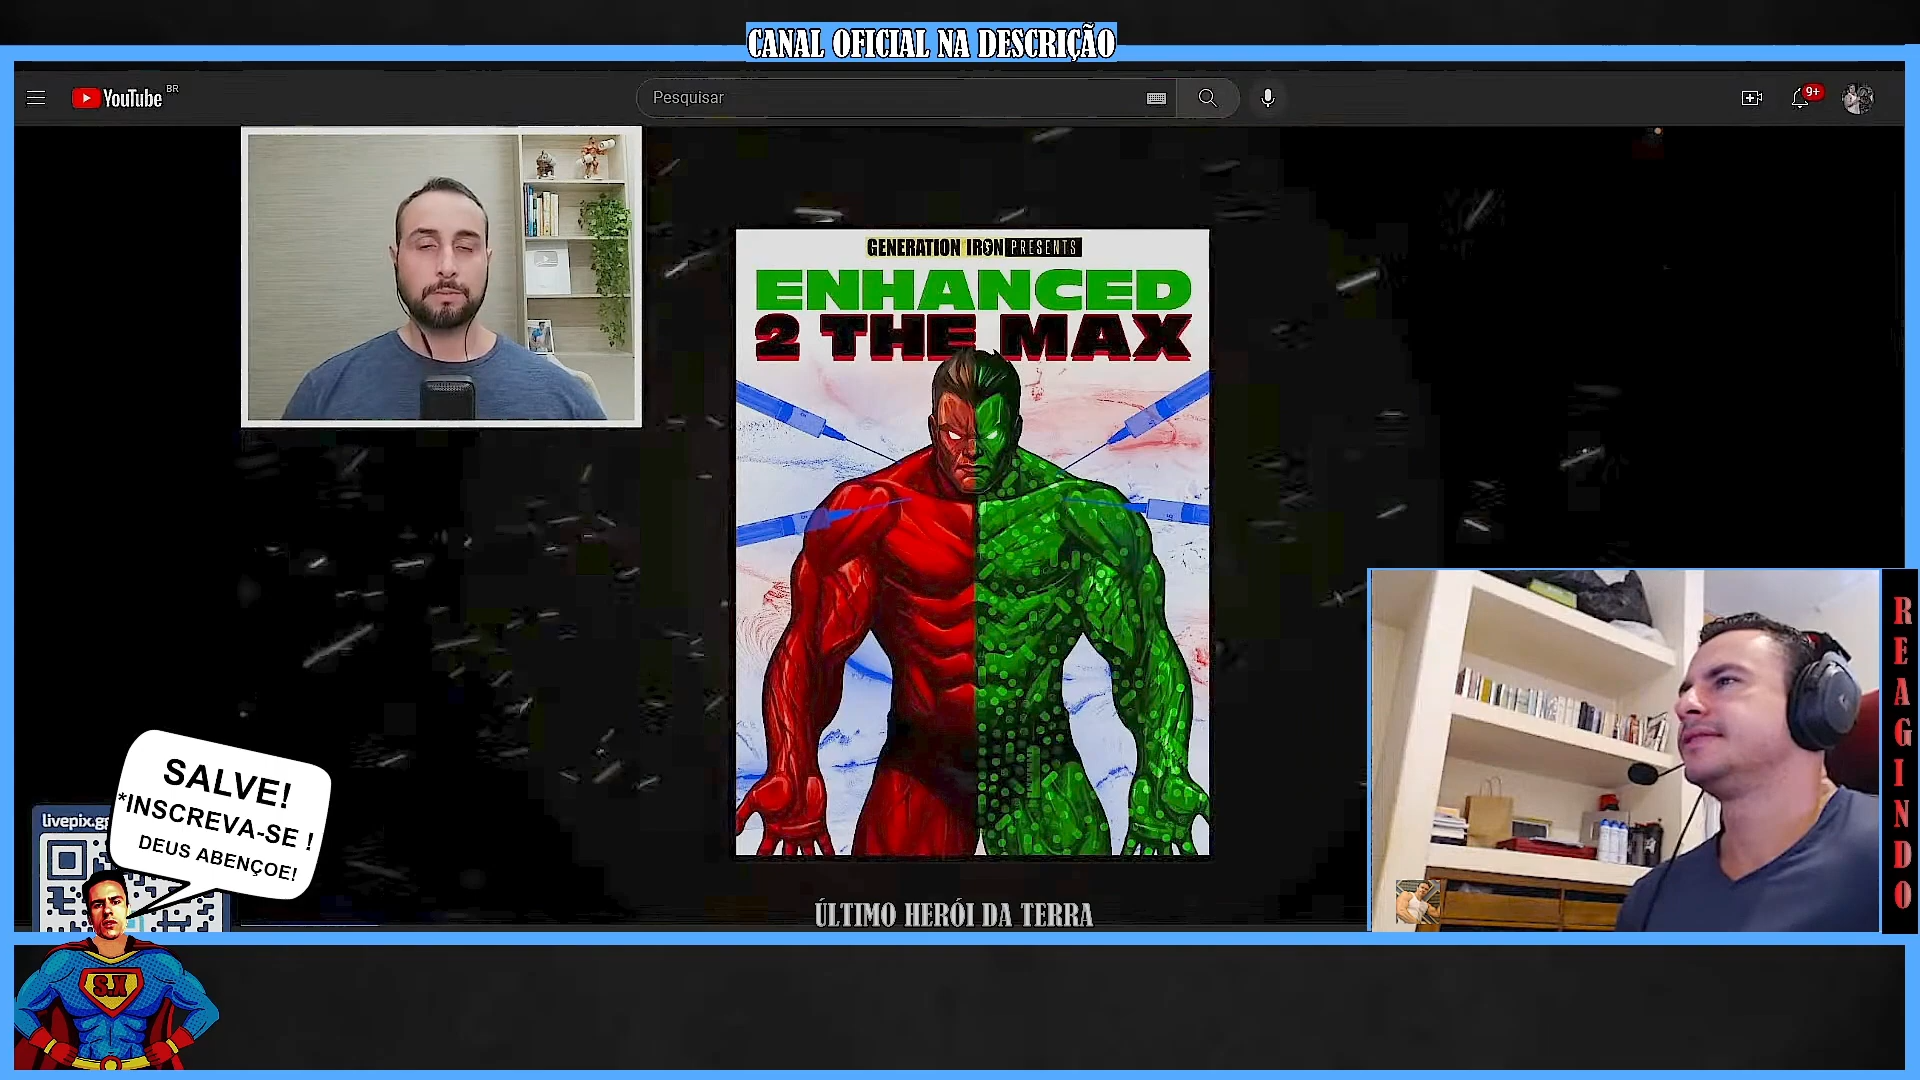 CANAL OFICIAL NA DESCRIÇÃO
YouTube BR
Pesquisar
9+
GENERATION IRON PRESENTS
ENHANCED
2 THE MAX
REAGINDO
SALVE!
*INSCREVA-SE !
DEUS ABENÇOE!
livepix.gg
ÚLTIMO HERÓI DA TERRA
S.X